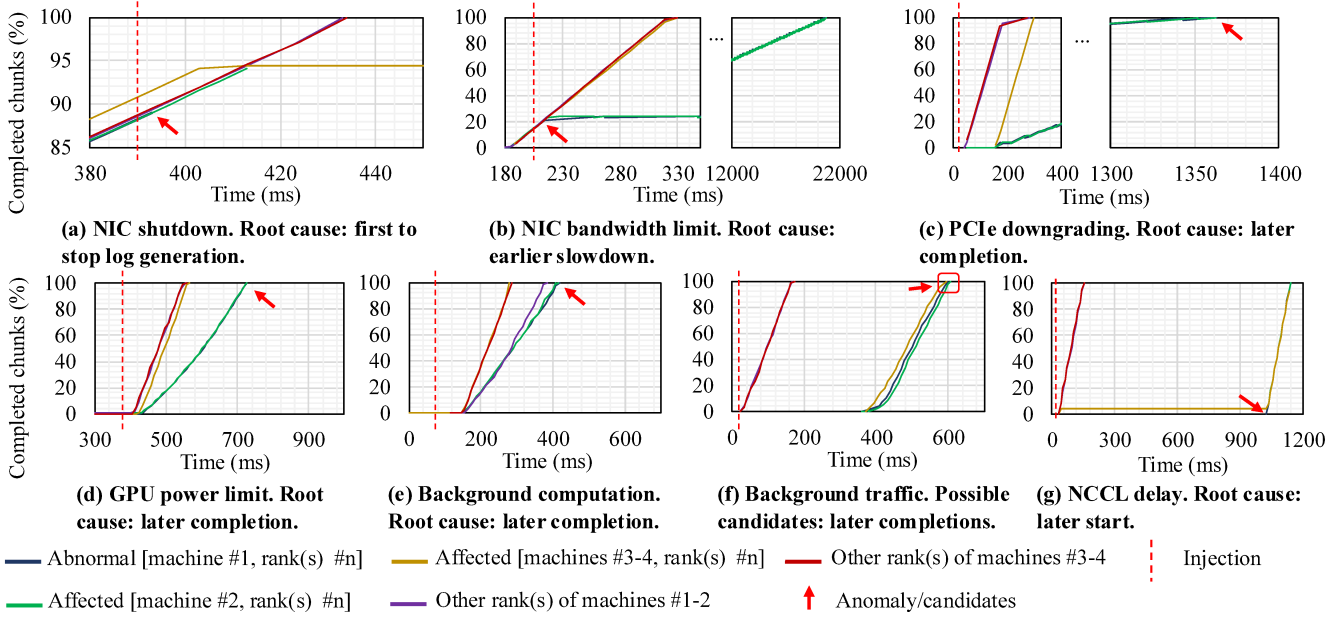 Completed chunks (%)
100
95
90
85
380
400
420
440
Time (ms)
(a) NIC shutdown. Root cause: first to
stop log generation.
100
80
60
40
20
0
...
180
230
280
330
12000
22000
Time (ms)
(b) NIC bandwidth limit. Root cause:
earlier slowdown.
100
80
60
40
20
0
...
0
200
400
1300
1350
1400
Time (ms)
(c) PCIe downgrading. Root cause: later
completion.
Completed chunks (%)
100
80
60
40
20
0
300
500
700
900
Time (ms)
(d) GPU power limit. Root
cause: later completion.
100
80
60
40
20
0
0
200
400
600
Time (ms)
(e) Background computation.
Root cause: later completion.
100
80
60
40
20
0
0
200
400
600
Time (ms)
(f) Background traffic. Possible
candidates: later completions.
100
80
60
40
20
0
0
300
600
900
1200
Time (ms)
(g) NCCL delay. Root cause:
later start.
Abnormal [machine #1, rank(s) #n]
Affected [machines #3-4, rank(s) #n]
Other rank(s) of machines #3-4
Injection
Affected [machine #2, rank(s) #n]
Other rank(s) of machines #1-2
Anomaly/candidates